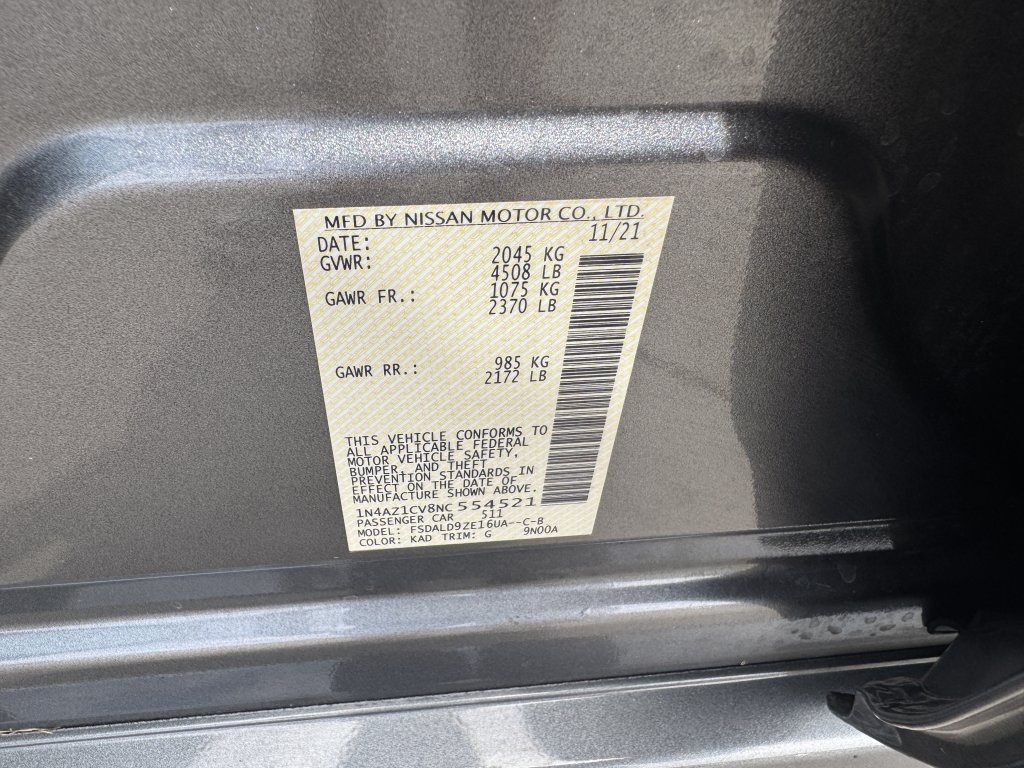 MFD BY NISSAN MOTOR CO., LTD.
DATE: 11/21
GVWR: 2045 KG
4508 LB
GAWR FR.: 1075 KG
2370 LB
GAWR RR.: 985 KG
2172 LB
THIS VEHICLE CONFORMS TO
ALL APPLICABLE FEDERAL
MOTOR VEHICLE SAFETY,
BUMPER, AND THEFT
PREVENTION STANDARDS IN
EFFECT ON THE DATE OF
MANUFACTURE SHOWN ABOVE.
1N4AZ1CV8NC554521
PASSENGER CAR 511
MODEL: FSDALD9ZE16UA--C-B
COLOR: KAD TRIM: G 9N00A